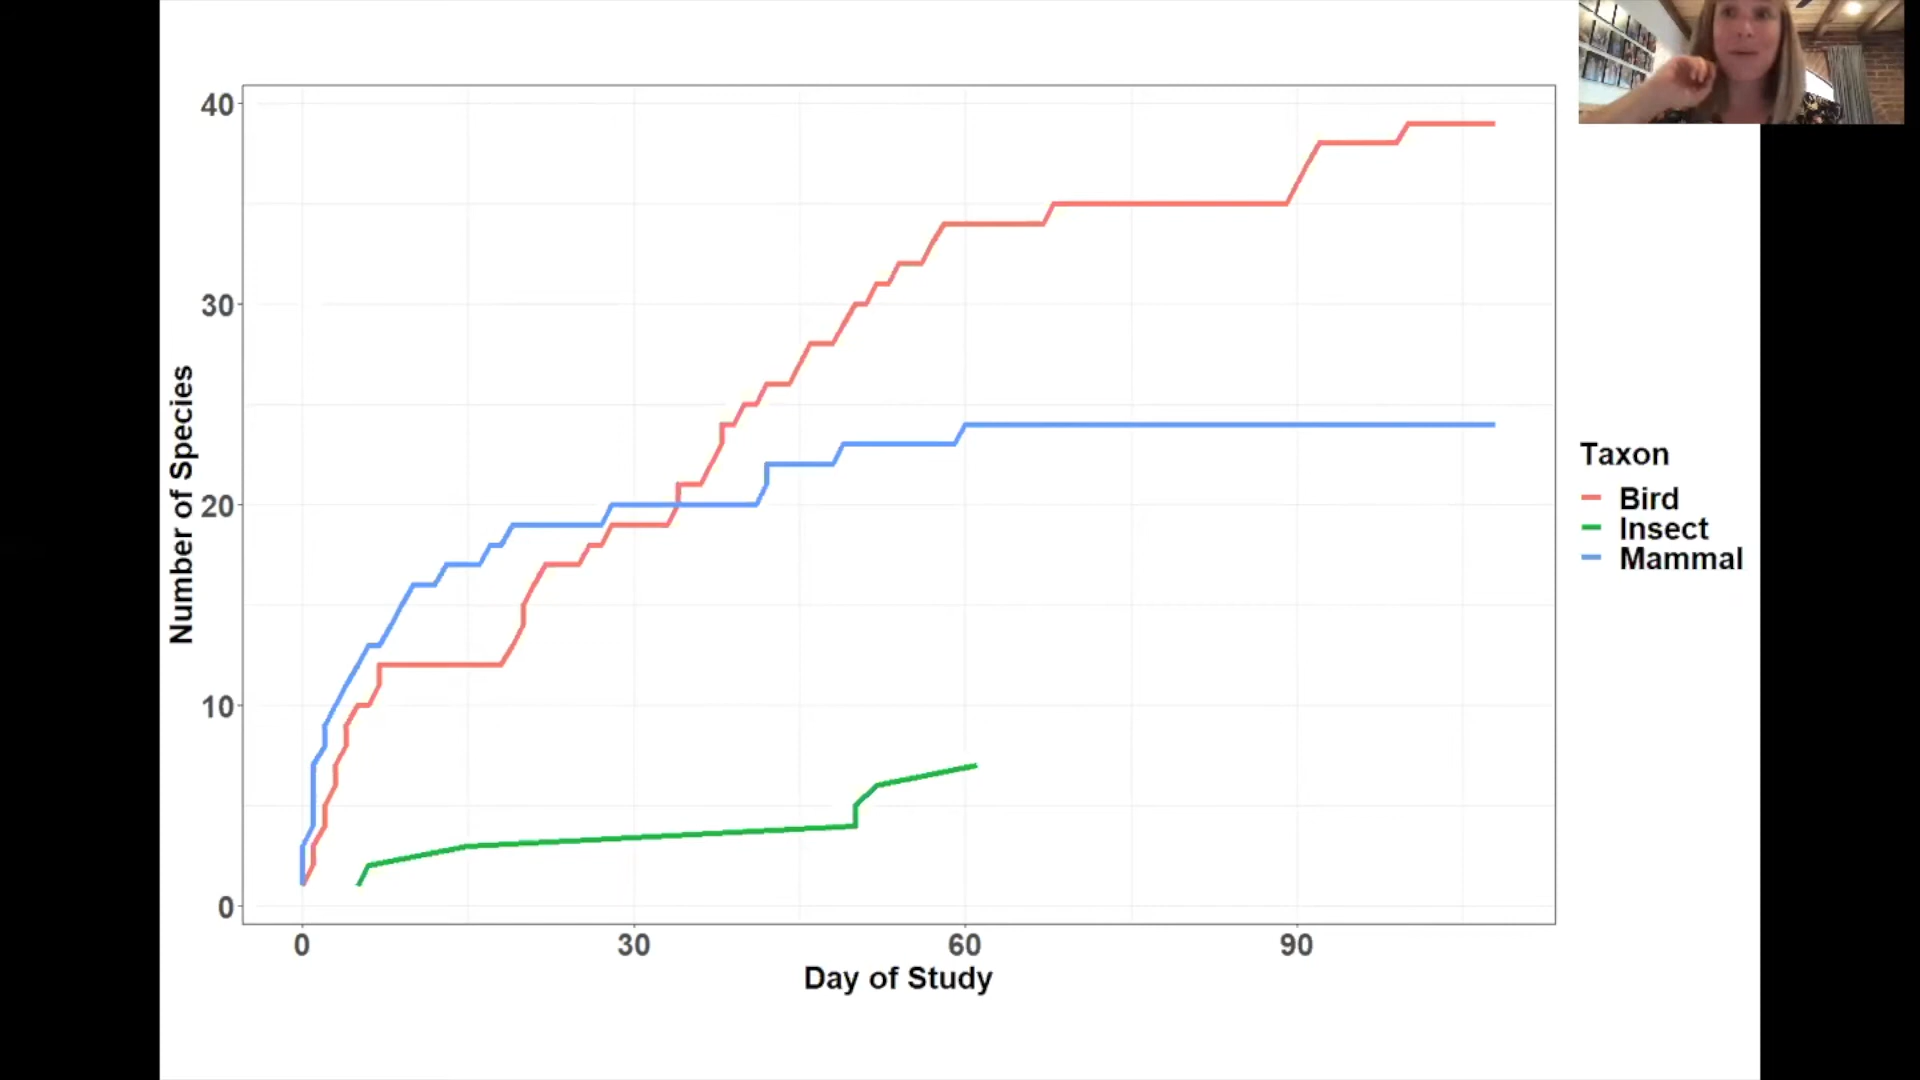 40
30
20
10
0
Number of Species
0 30 60 90
Day of Study
Taxon
Bird
Insect
Mammal